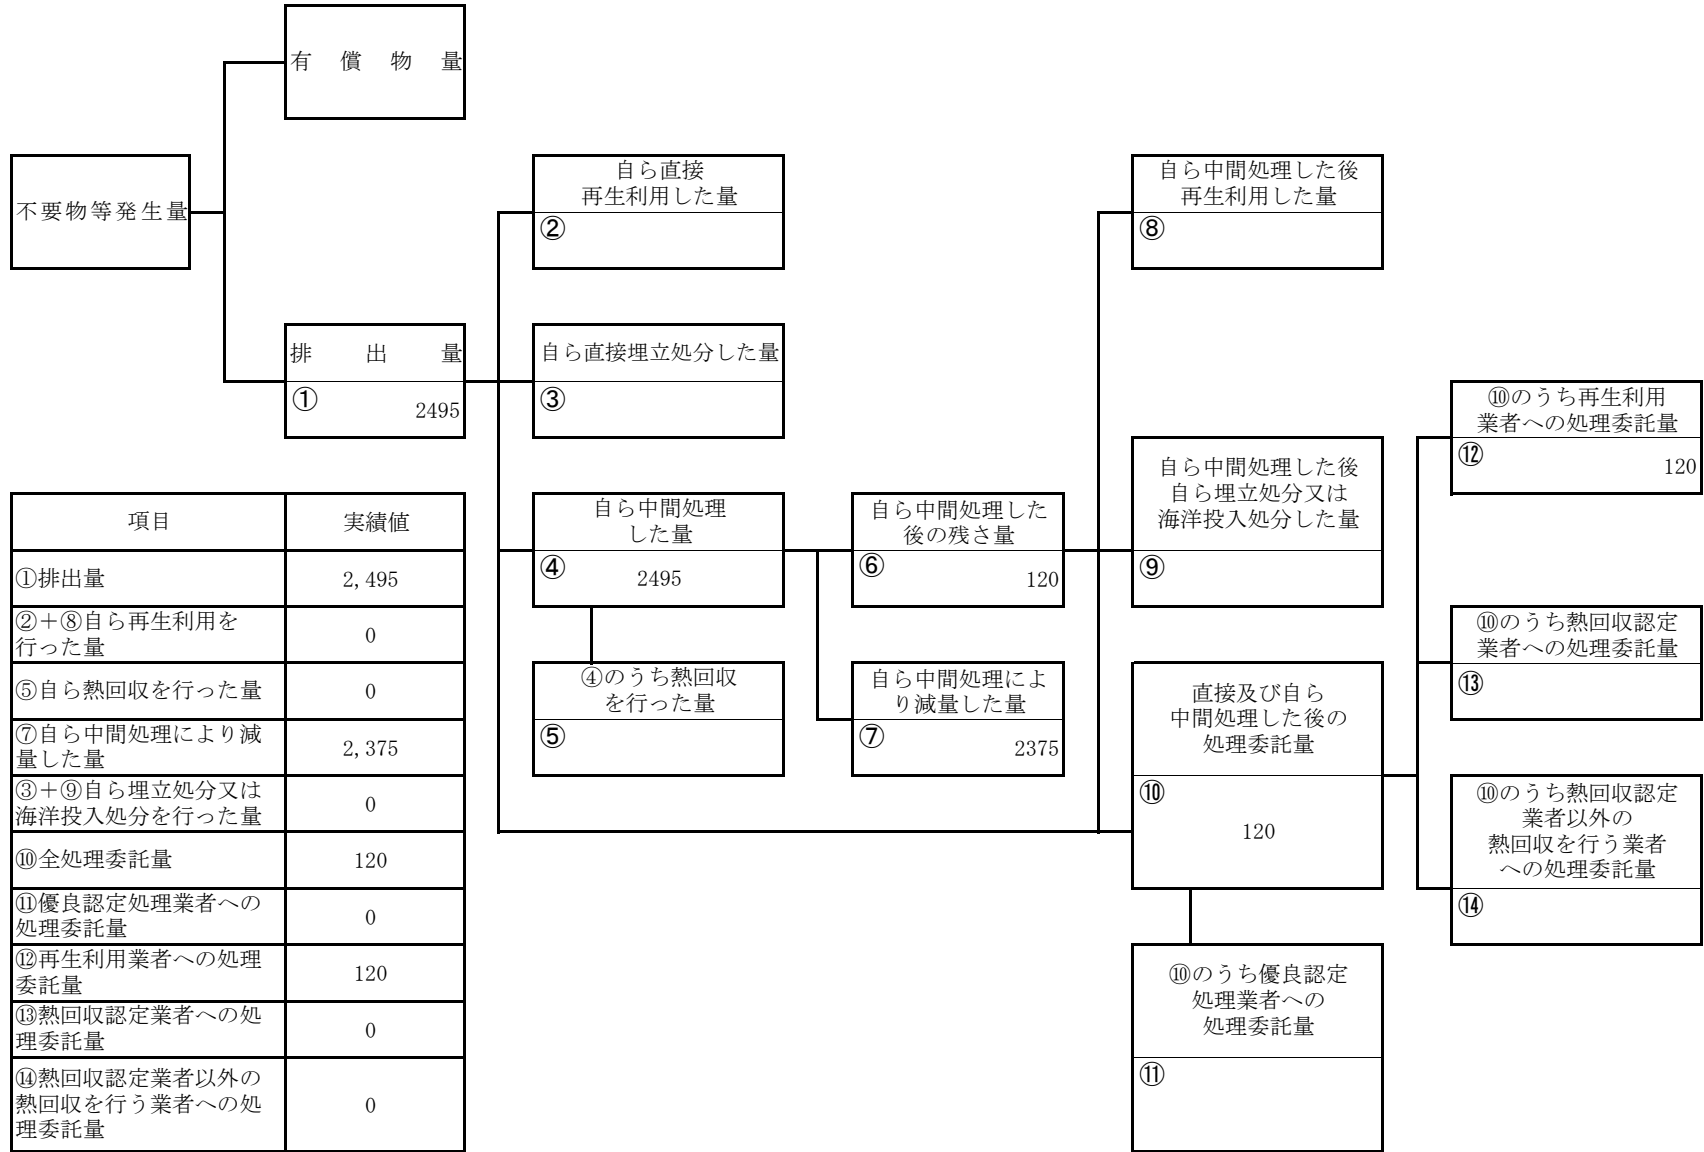 有償物量
不要物等発生量
排出量
①
2495
自ら直接
再生利用した量
②
自ら直接埋立処分した量
③
自ら中間処理
した量
④
2495
④のうち熱回収
を行った量
⑤
自ら中間処理した
後の残さ量
⑥
120
自ら中間処理によ
り減量した量
⑦
2375
自ら中間処理した後
再生利用した量
⑧
自ら中間処理した後
自ら埋立処分又は
海洋投入処分した量
⑨
直接及び自ら
中間処理した後の
処理委託量
⑩
120
⑩のうち優良認定
処理業者への
処理委託量
⑪
⑩のうち再生利用
業者への処理委託量
⑫
120
⑩のうち熱回収認定
業者への処理委託量
⑬
⑩のうち熱回収認定
業者以外の
熱回収を行う業者
への処理委託量
⑭
項目 実績値
①排出量 2,495
②＋⑧自ら再生利用を
行った量 0
⑤自ら熱回収を行った量 0
⑦自ら中間処理により減
量した量 2,375
③＋⑨自ら埋立処分又は
海洋投入処分を行った量 0
⑩全処理委託量 120
⑪優良認定処理業者への
処理委託量 0
⑫再生利用業者への処理
委託量 120
⑬熱回収認定業者への処
理委託量 0
⑭熱回収認定業者以外の
熱回収を行う業者への処
理委託量 0